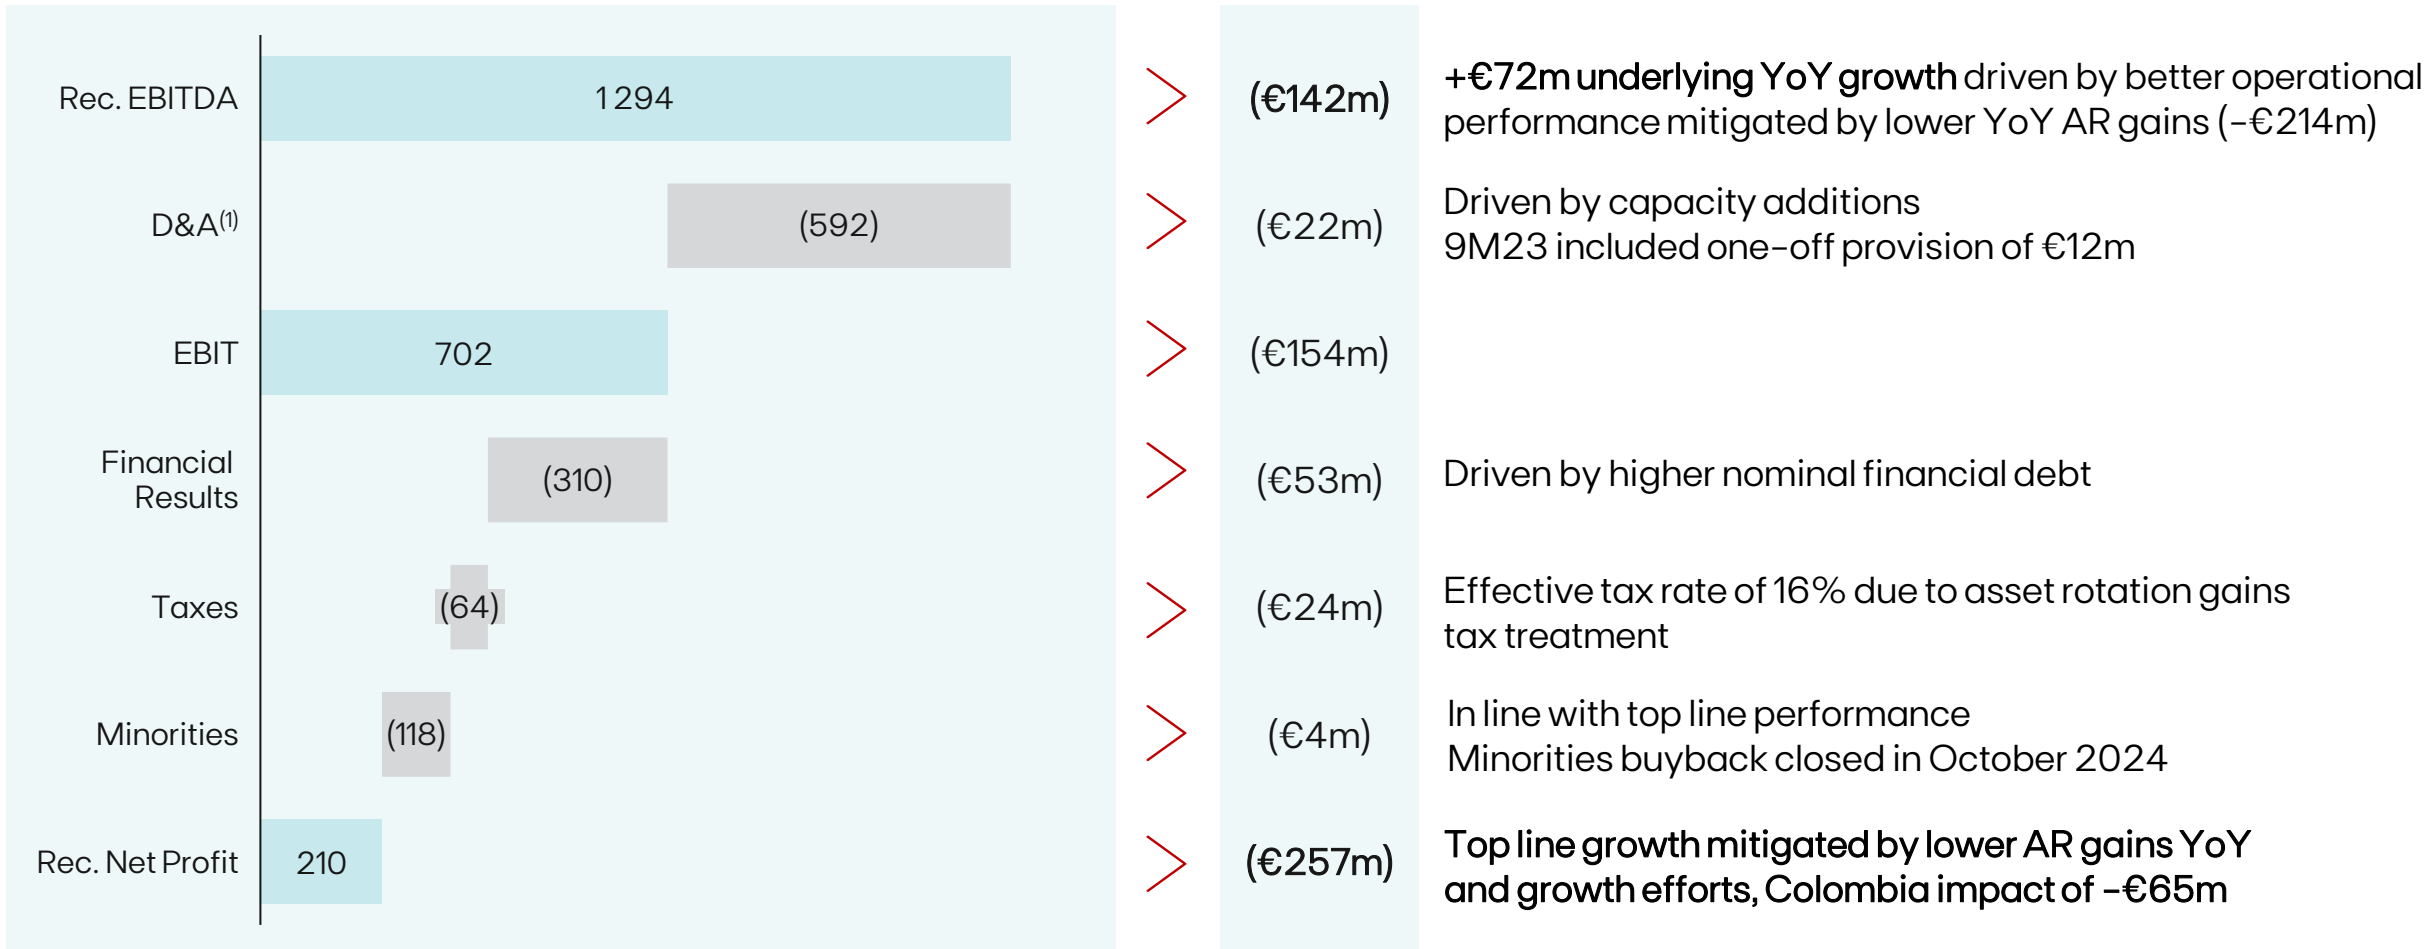 Rec. EBITDA
1 294
(€142m)
+€72m underlying YoY growth driven by better operational
performance mitigated by lower YoY AR gains (-€214m)
D&A(1)
(592)
(€22m)
Driven by capacity additions
9M23 included one-off provision of €12m
EBIT
702
(€154m)
Financial
Results
(310)
(€53m)
Driven by higher nominal financial debt
Taxes
(64)
(€24m)
Effective tax rate of 16% due to asset rotation gains
tax treatment
Minorities
(118)
(€4m)
In line with top line performance
Minorities buyback closed in October 2024
Rec. Net Profit
210
(€257m)
Top line growth mitigated by lower AR gains YoY
and growth efforts, Colombia impact of -€65m